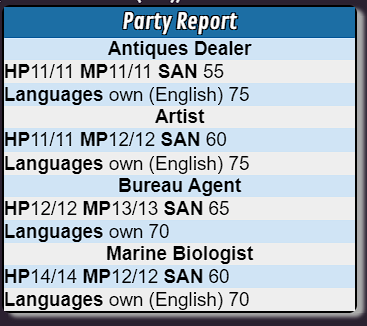 Party Report
Antiques Dealer
HP11/11 MP11/11 SAN 55
Languages own (English) 75
Artist
HP11/11 MP12/12 SAN 60
Languages own (English) 75
Bureau Agent
HP12/12 MP13/13 SAN 65
Languages own 70
Marine Biologist
HP14/14 MP12/12 SAN 60
Languages own (English) 70